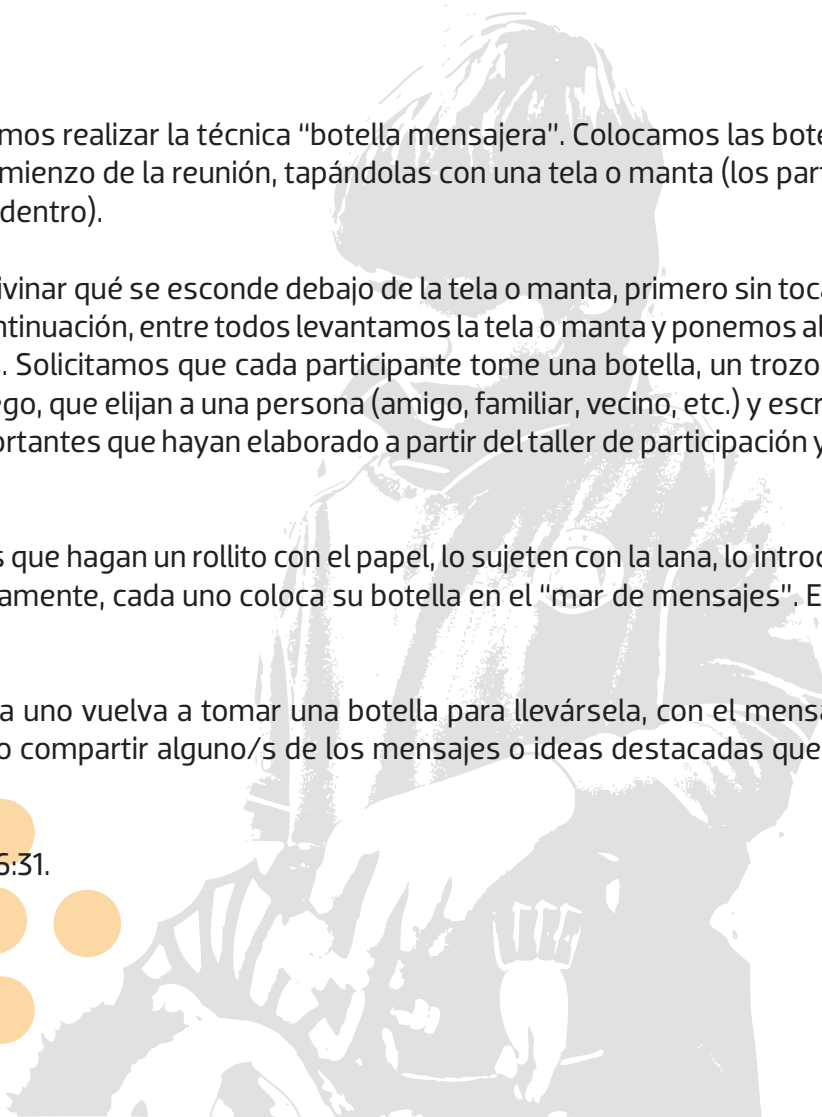 mos realizar la técnica “botella mensajera”. Colocamos las bote
mienzo de la reunión, tapándolas con una tela o manta (los part
dentro).
ivinar qué se esconde debajo de la tela o manta, primero sin toca
ntinuación, entre todos levantamos la tela o manta y ponemos al
. Solicitamos que cada participante tome una botella, un trozo
ego, que elijan a una persona (amigo, familiar, vecino, etc.) y escr
ortantes que hayan elaborado a partir del taller de participación y
s que hagan un rollito con el papel, lo sujeten con la lana, lo introd
amente, cada uno coloca su botella en el “mar de mensajes”. E
a uno vuelva a tomar una botella para llevársela, con el mensa
o compartir alguno/s de los mensajes o ideas destacadas que
6:31.